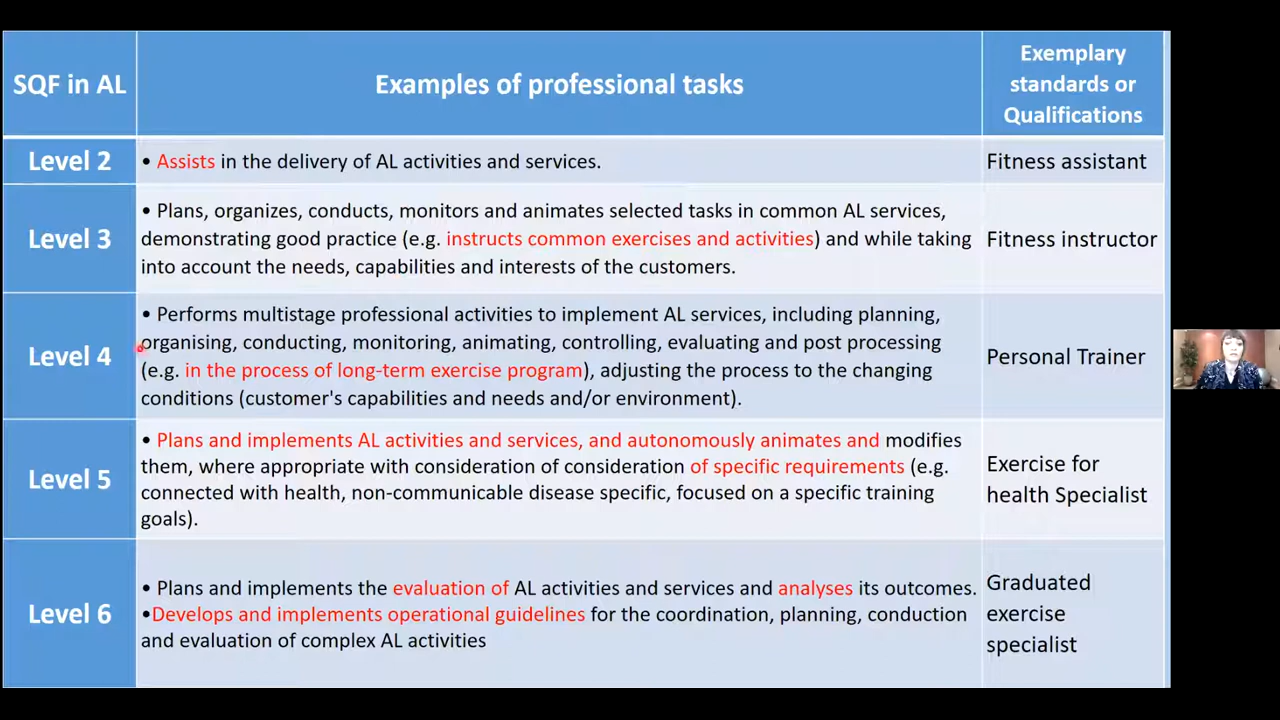 SQF in AL
Examples of professional tasks
Exemplary
standards or
Qualifications
Level 2
• Assists in the delivery of AL activities and services.
Fitness assistant
Level 3
• Plans, organizes, conducts, monitors and animates selected tasks in common AL services,
demonstrating good practice (e.g. instructs common exercises and activities) and while taking
into account the needs, capabilities and interests of the customers.
Fitness instructor
Level 4
• Performs multistage professional activities to implement AL services, including planning,
organising, conducting, monitoring, animating, controlling, evaluating and post processing
(e.g. in the process of long-term exercise program), adjusting the process to the changing
conditions (customer's capabilities and needs and/or environment).
Personal Trainer
Level 5
• Plans and implements AL activities and services, and autonomously animates and modifies
them, where appropriate with consideration of consideration of specific requirements (e.g.
connected with health, non-communicable disease specific, focused on a specific training
goals).
Exercise for
health Specialist
Level 6
• Plans and implements the evaluation of AL activities and services and analyses its outcomes.
•Develops and implements operational guidelines for the coordination, planning, conduction
and evaluation of complex AL activities
Graduated
exercise
specialist